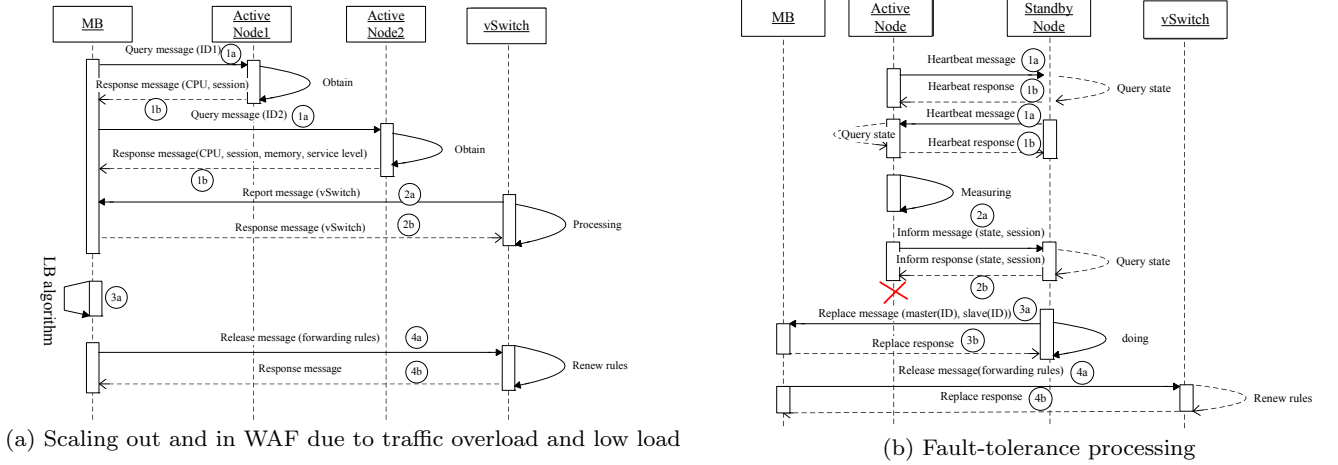 MB
Active
Node1
Active
Node2
vSwitch
Query message (ID1)
1a
Response message (CPU, session)
Obtain
1b
Query message (ID2)
1a
Response message(CPU, session, memory, service level)
Obtain
1b
Report message (vSwitch)
2a
Response message (vSwitch)
2b
Processing
LB algorithm
3a
Release message (forwarding rules)
4a
Response message
4b
Renew rules
(a) Scaling out and in WAF due to traffic overload and low load
MB
Active
Node
Standby
Node
vSwitch
Heartbeat message
1a
Hearbeat response
1b
Query state
Hearbeat message
1a
Query state
Hearbeat response
1b
Measuring
2a
Inform message (state, session)
Inform response (state, session)
Query state
2b
Replace message (master(ID), slave(ID))
3a
Replace response
3b
doing
Release message(forwarding rules)
4a
Replace response
4b
Renew rules
(b) Fault-tolerance processing